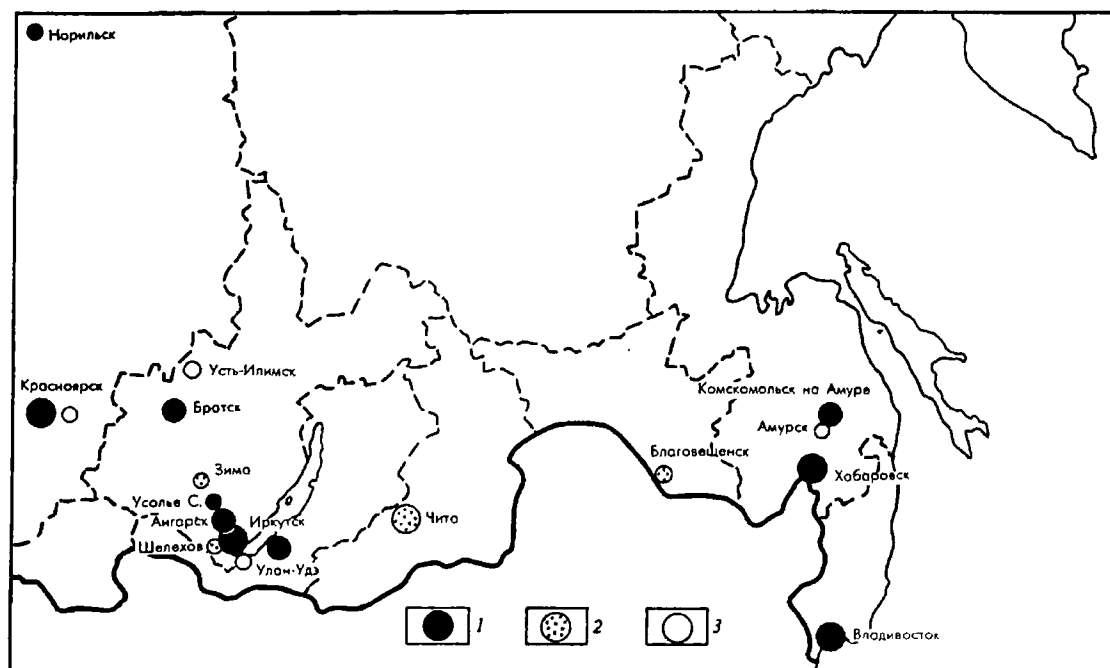 Норильск
Усть-Илимск
Красноярск
Братск
Комскомольск на Амуре
Амурск
Благовещенск
Зима
Хабаровск
Усолье С.
Ангарск
Иркутск
Чита
Шелехов
Улан-Удэ
1
2
3
Владивосток